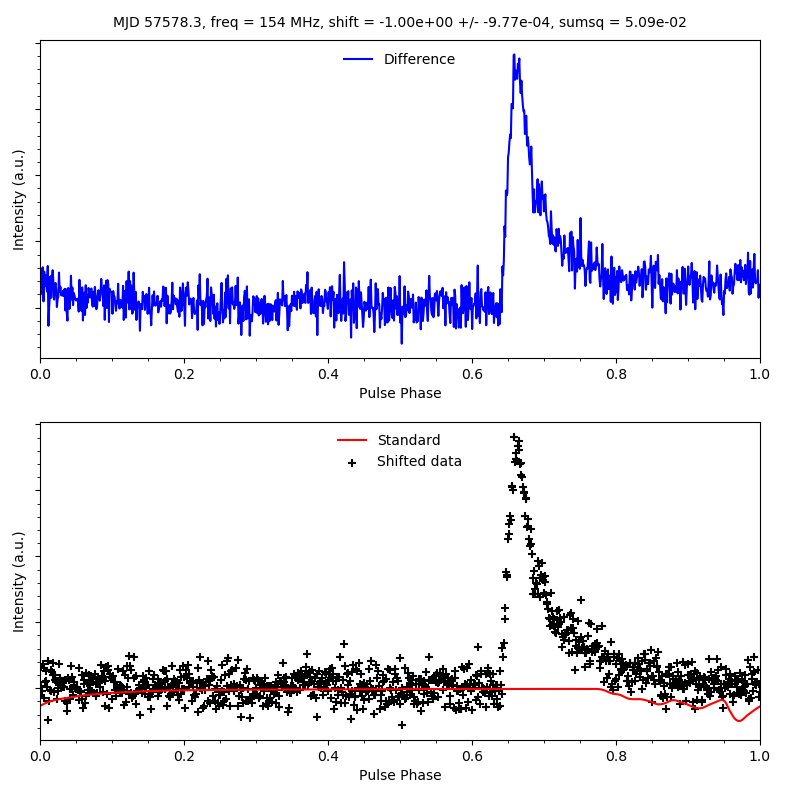 MJD 57578.3, freq = 154 MHz, shift = -1.00e+00 +/- -9.77e-04, sumsq = 5.09e-02
Difference
Intensity (a.u.)
0.0 0.2 0.4 0.6 0.8 1.0
Pulse Phase
Standard
Shifted data
Intensity (a.u.)
0.0 0.2 0.4 0.6 0.8 1.0
Pulse Phase